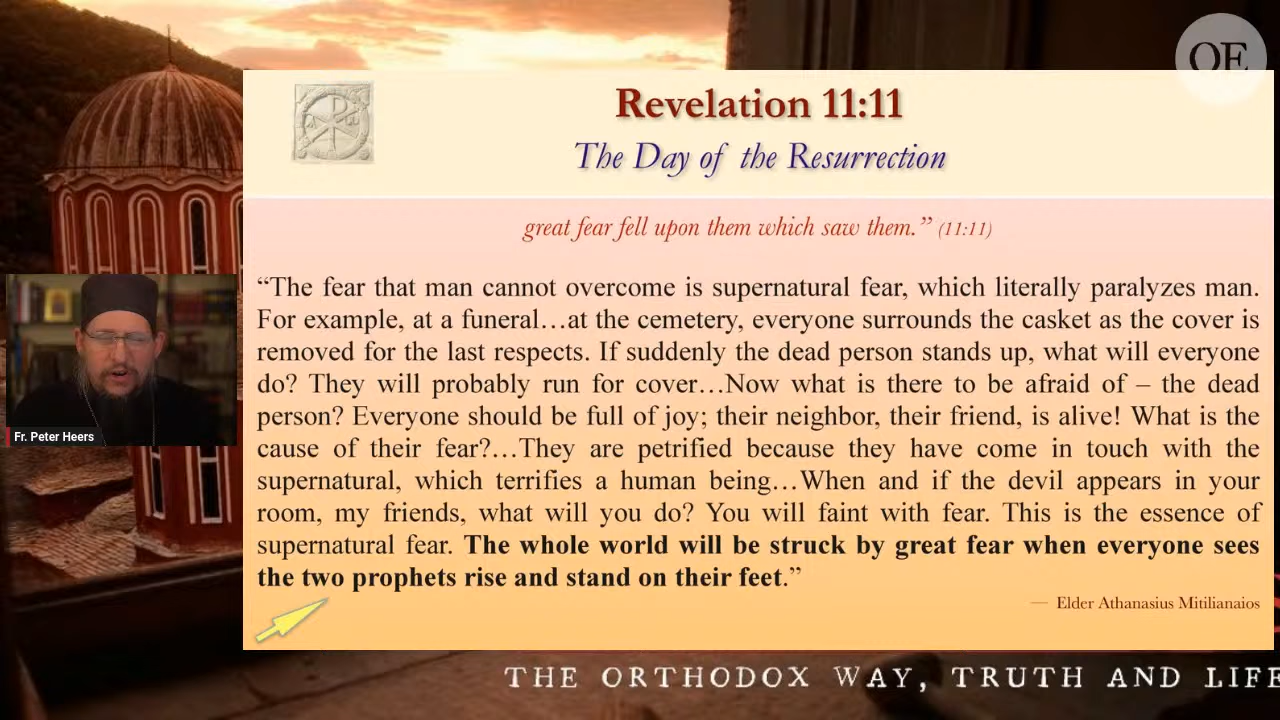 OE
Revelation 11:11
The Day of the Resurrection
great fear fell upon them which saw them.” (11:11)
“The fear that man cannot overcome is supernatural fear, which literally paralyzes man.
For example, at a funeral…at the cemetery, everyone surrounds the casket as the cover is
removed for the last respects. If suddenly the dead person stands up, what will everyone
do? They will probably run for cover…Now what is there to be afraid of – the dead
person? Everyone should be full of joy; their neighbor, their friend, is alive! What is the
cause of their fear?…They are petrified because they have come in touch with the
supernatural, which terrifies a human being…When and if the devil appears in your
room, my friends, what will you do? You will faint with fear. This is the essence of
supernatural fear. The whole world will be struck by great fear when everyone sees
the two prophets rise and stand on their feet.”
— Elder Athanasius Mitilianaios
Fr. Peter Heers
THE ORTHODOX WAY, TRUTH AND LIFE